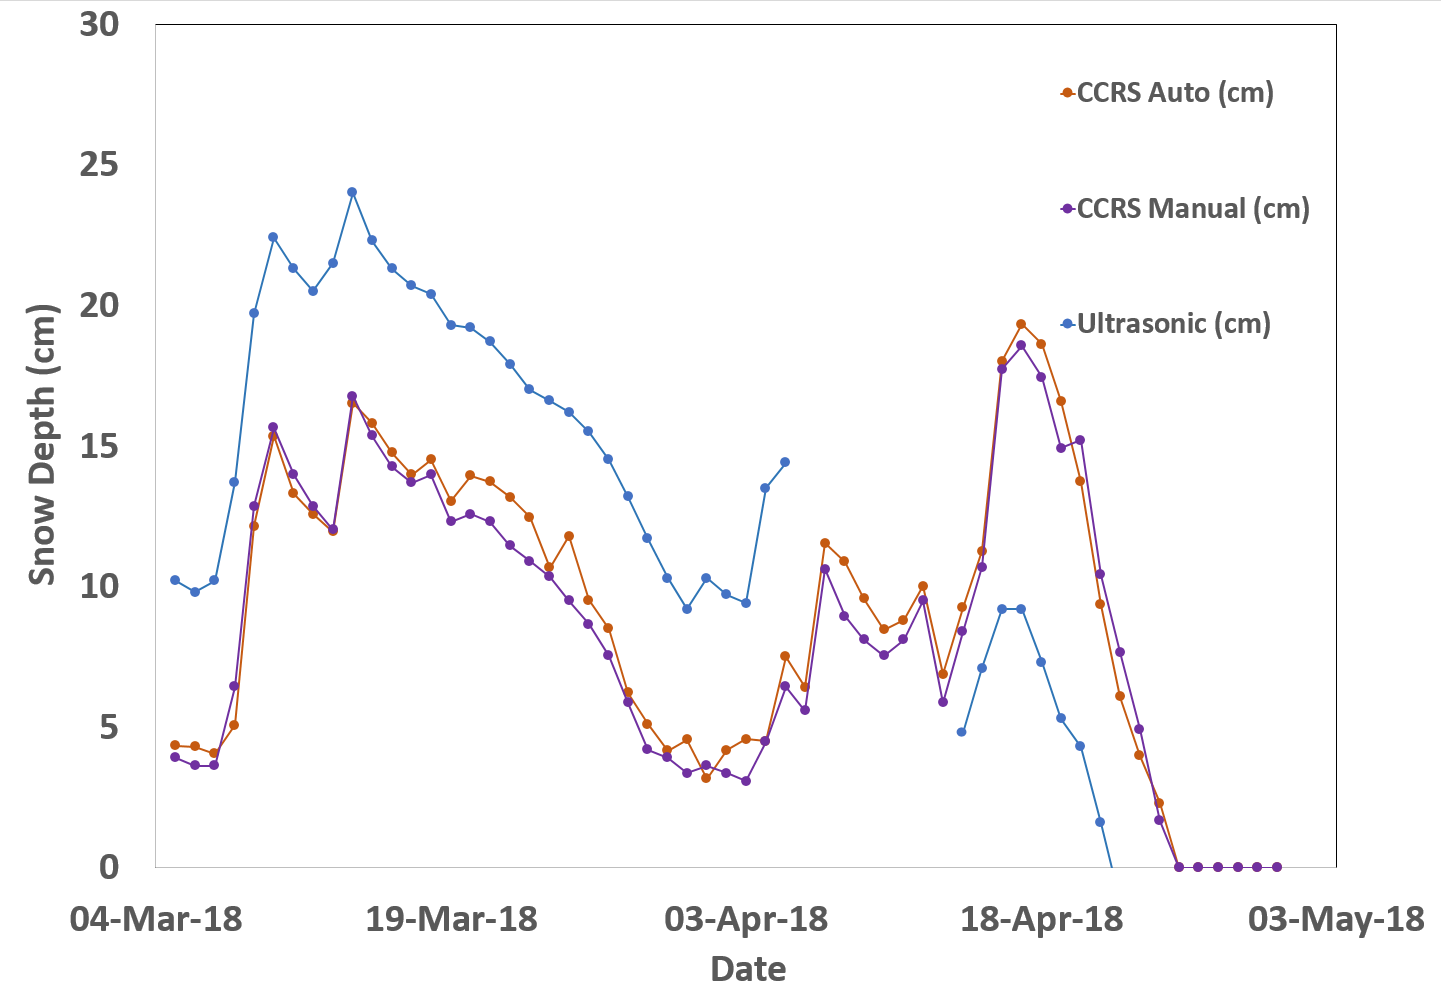 30
25
20
15
10
5
0
Snow Depth (cm)
CCRS Auto (cm)
CCRS Manual (cm)
Ultrasonic (cm)
04-Mar-18 19-Mar-18 03-Apr-18 18-Apr-18 03-May-18
Date